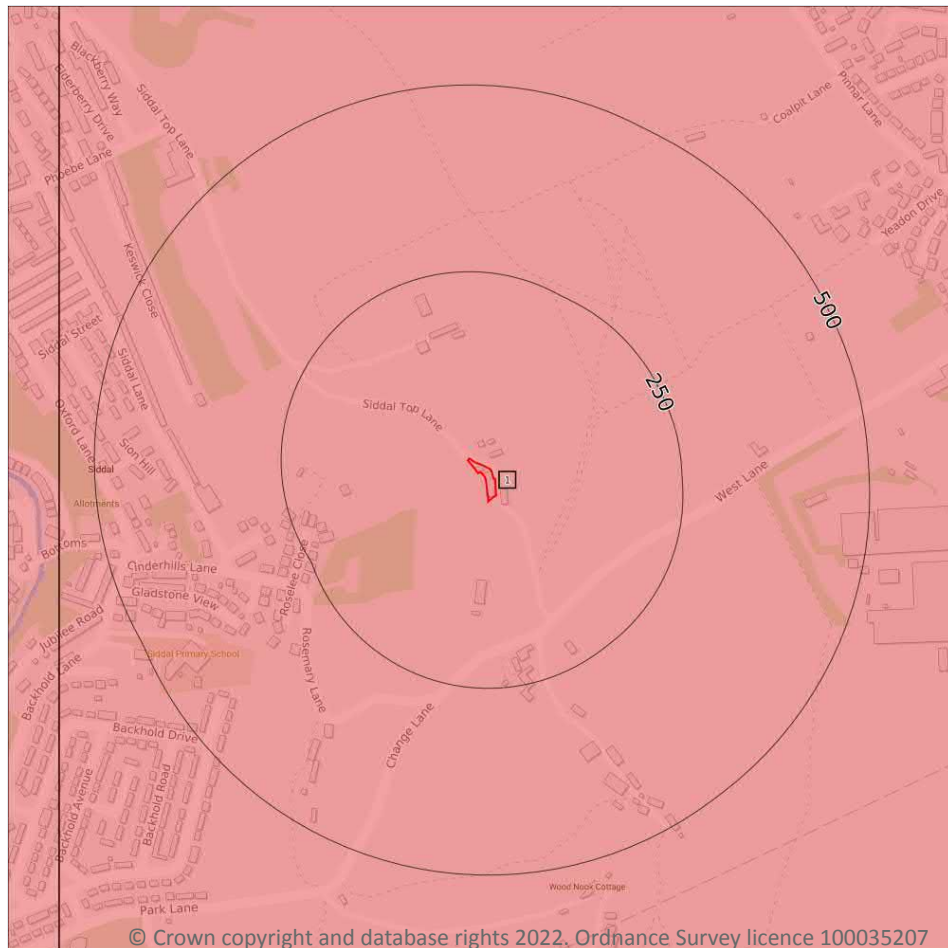 Blackberry Way
Elderberry Drive
Siddal Top Lane
Phoebe Lane
Coalpit Lane
Pinnar Lane
Yeadon Drive
Keswick Close
500
Siddal Street
Siddal Lane
250
Siddal Top Lane
Oxford Lane
Sion Hill
Siddal
1
West Lane
Allotments
Bottoms
Cinderhills Lane
Roselee Close
Gladstone View
Jubilee Road
Siddal Primary School
Rosemary Lane
Backhold Lane
Change Lane
Backhold Drive
Backhold Avenue
Backhold Road
Wood Nook Cottage
Park Lane
© Crown copyright and database rights 2022. Ordnance Survey licence 100035207